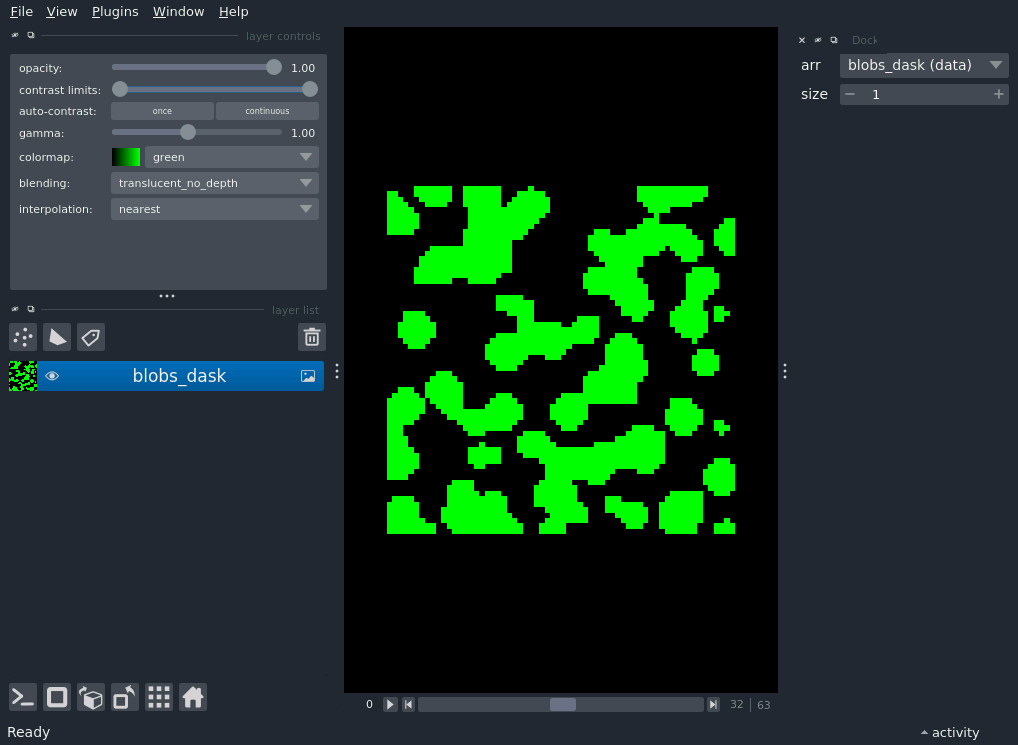 File View Plugins Window Help
layer controls
opacity: 1.00
contrast limits:
auto-contrast: once continuous
gamma: 1.00
colormap: green
blending: translucent_no_depth
interpolation: nearest
layer list
blobs_dask
0 32 63
Ready
Dock
arr blobs_dask (data)
size 1
activity